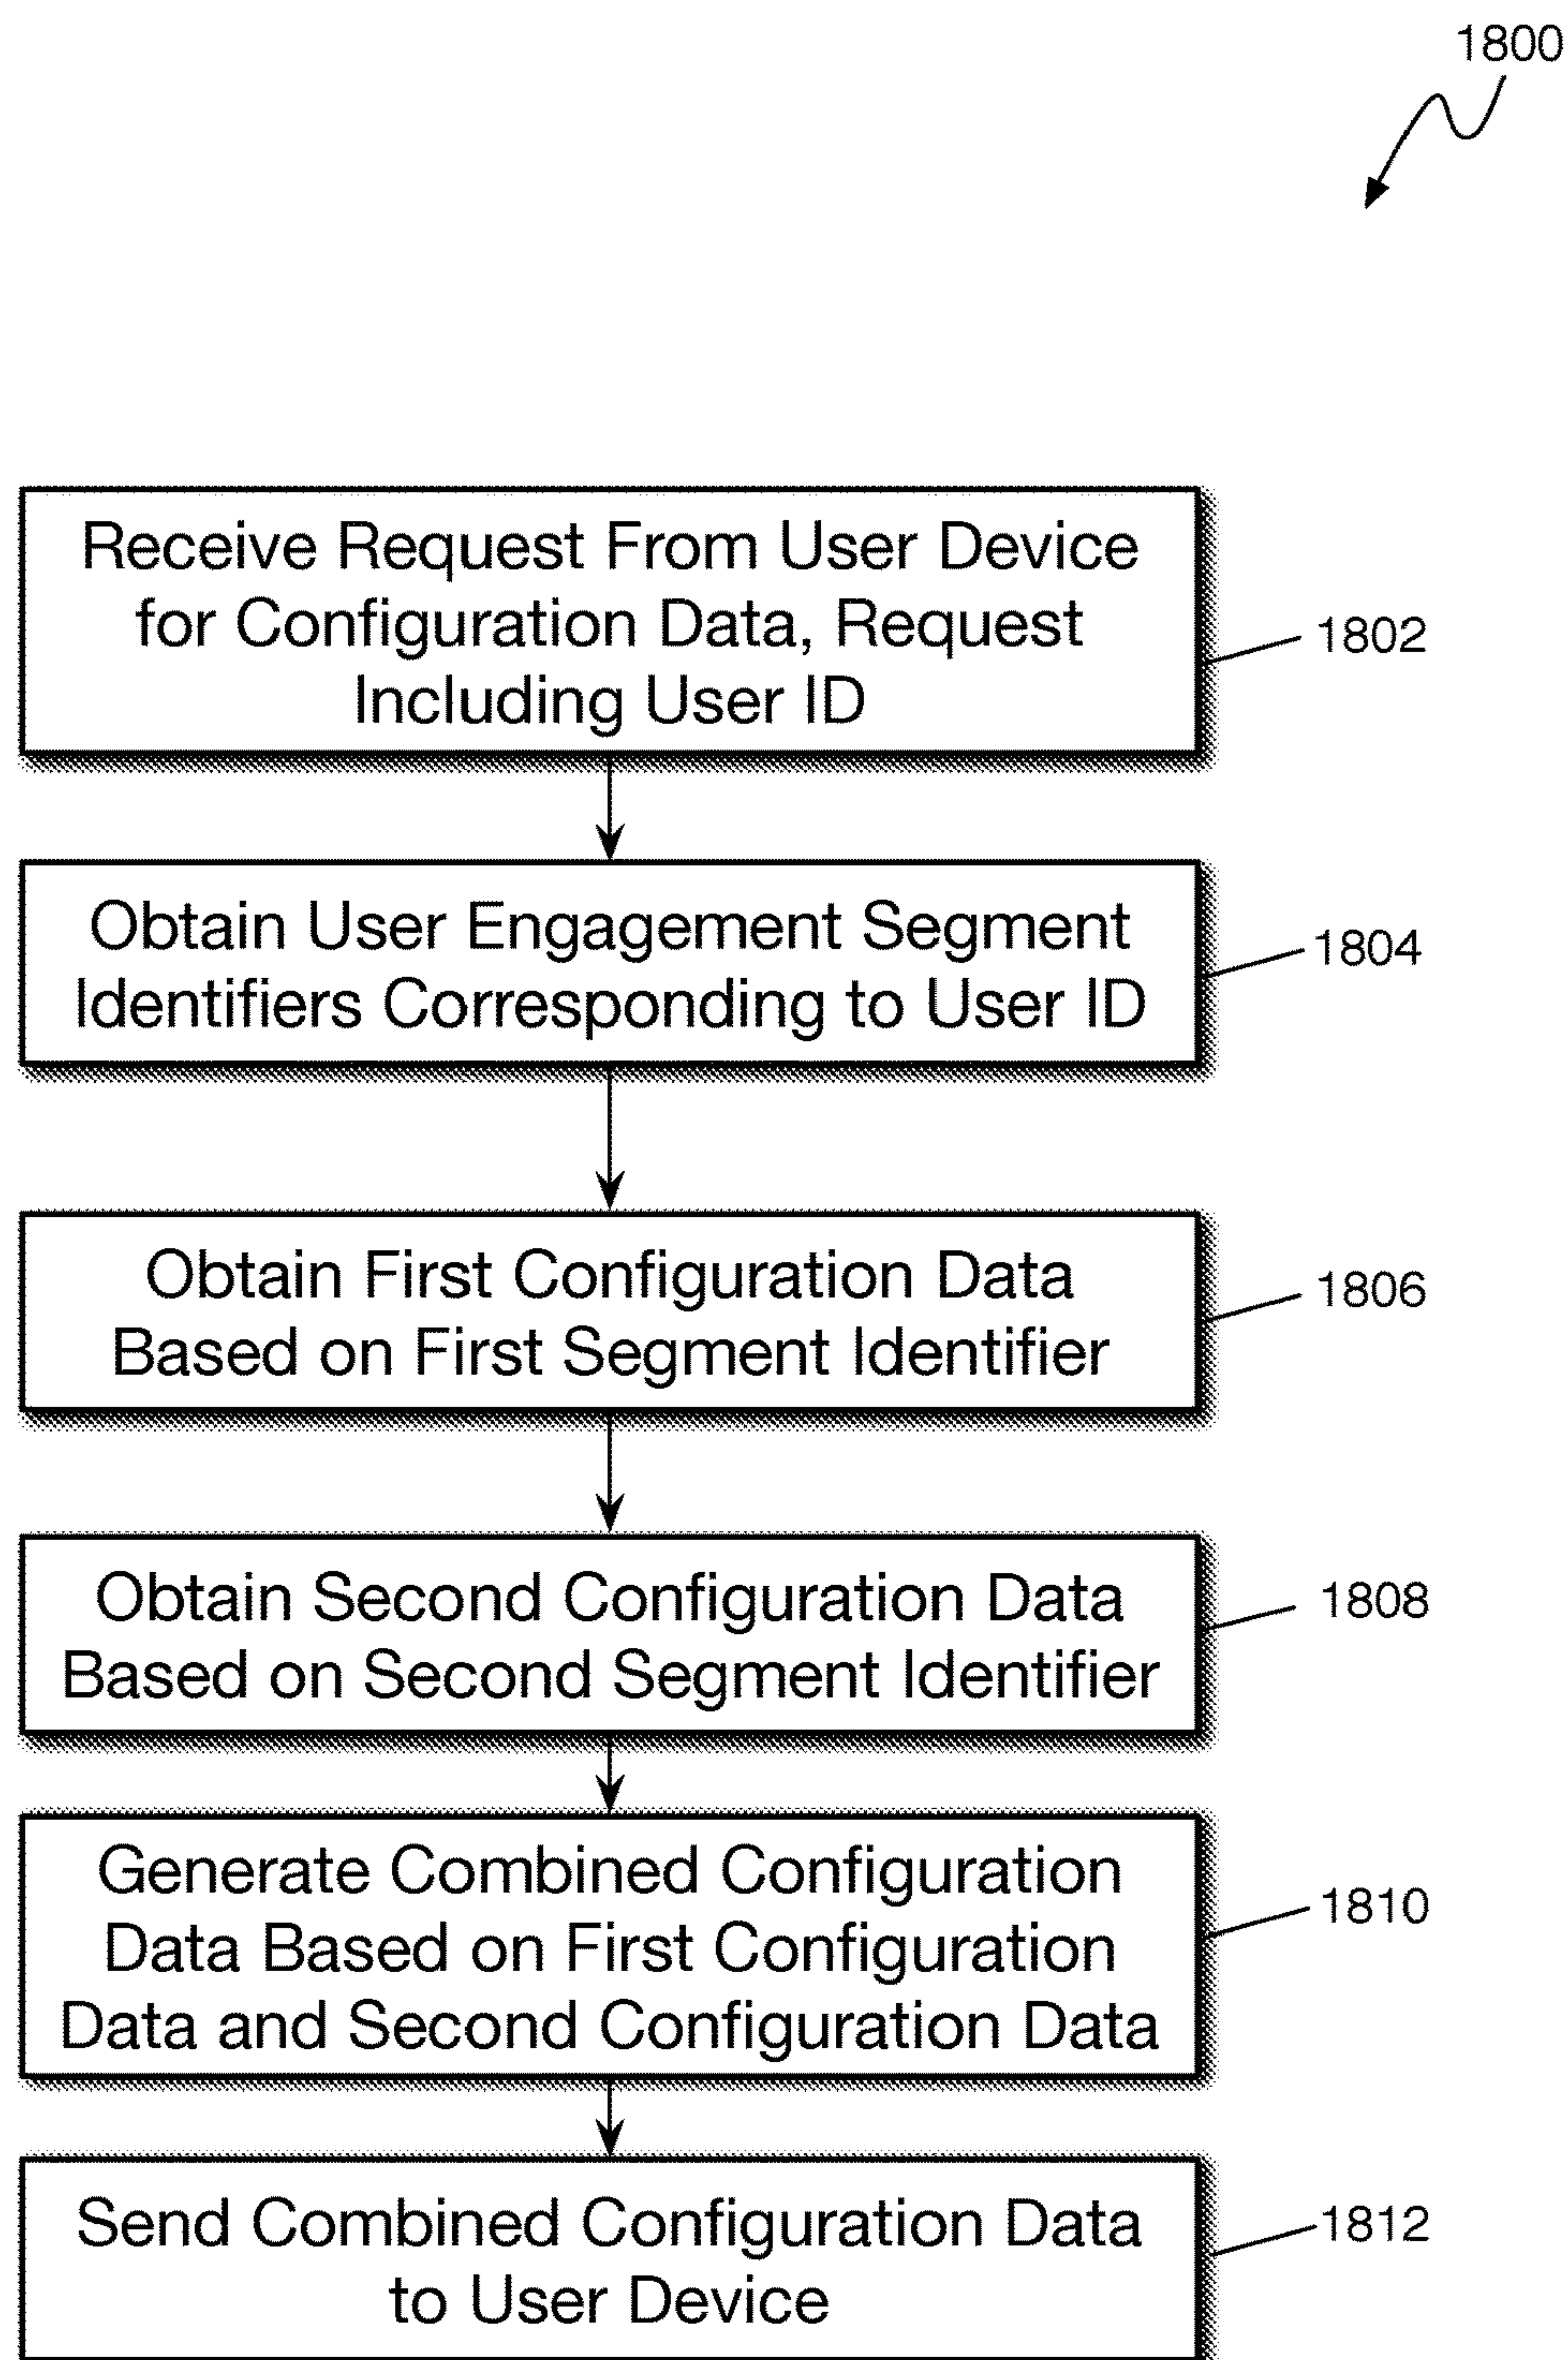 1800
Receive Request From User Device
for Configuration Data, Request
Including User ID
1802
Obtain User Engagement Segment
Identifiers Corresponding to User ID
1804
Obtain First Configuration Data
Based on First Segment Identifier
1806
Obtain Second Configuration Data
Based on Second Segment Identifier
1808
Generate Combined Configuration
Data Based on First Configuration
Data and Second Configuration Data
1810
Send Combined Configuration Data
to User Device
1812